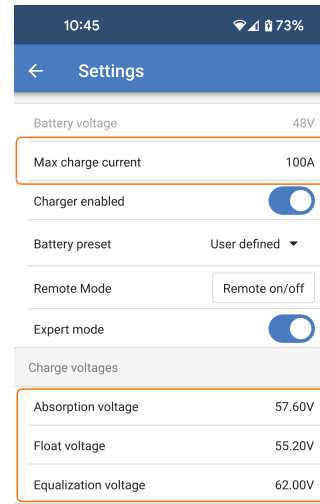 10:45 73%
Settings
Battery voltage 48V
Max charge current 100A
Charger enabled
Battery preset User defined
Remote Mode Remote on/off
Expert mode
Charge voltages
Absorption voltage 57.60V
Float voltage 55.20V
Equalization voltage 62.00V